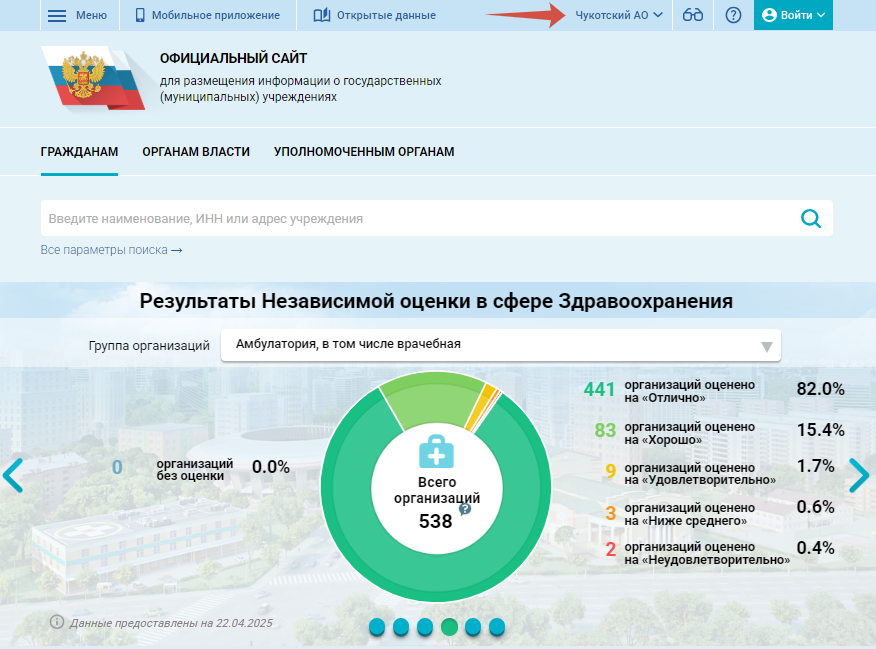 Меню
Мобильное приложение
Открытые данные
Чукотский АО
?
Войти
ОФИЦИАЛЬНЫЙ САЙТ
для размещения информации о государственных
(муниципальных) учреждениях
ГРАЖДАНАМ
ОРГАНАМ ВЛАСТИ
УПОЛНОМОЧЕННЫМ ОРГАНАМ
Введите наименование, ИНН или адрес учреждения
Все параметры поиска →
Результаты Независимой оценки в сфере Здравоохранения
Группа организаций
Амбулатория, в том числе врачебная
0
организаций
без оценки
0.0%
Всего
организаций
538
?
441
организаций оценено
на «Отлично»
82.0%
83
организаций оценено
на «Хорошо»
15.4%
9
организаций оценено
на «Удовлетворительно»
1.7%
3
организаций оценено
на «Ниже среднего»
0.6%
2
организаций оценено
на «Неудовлетворительно»
0.4%
Данные предоставлены на 22.04.2025